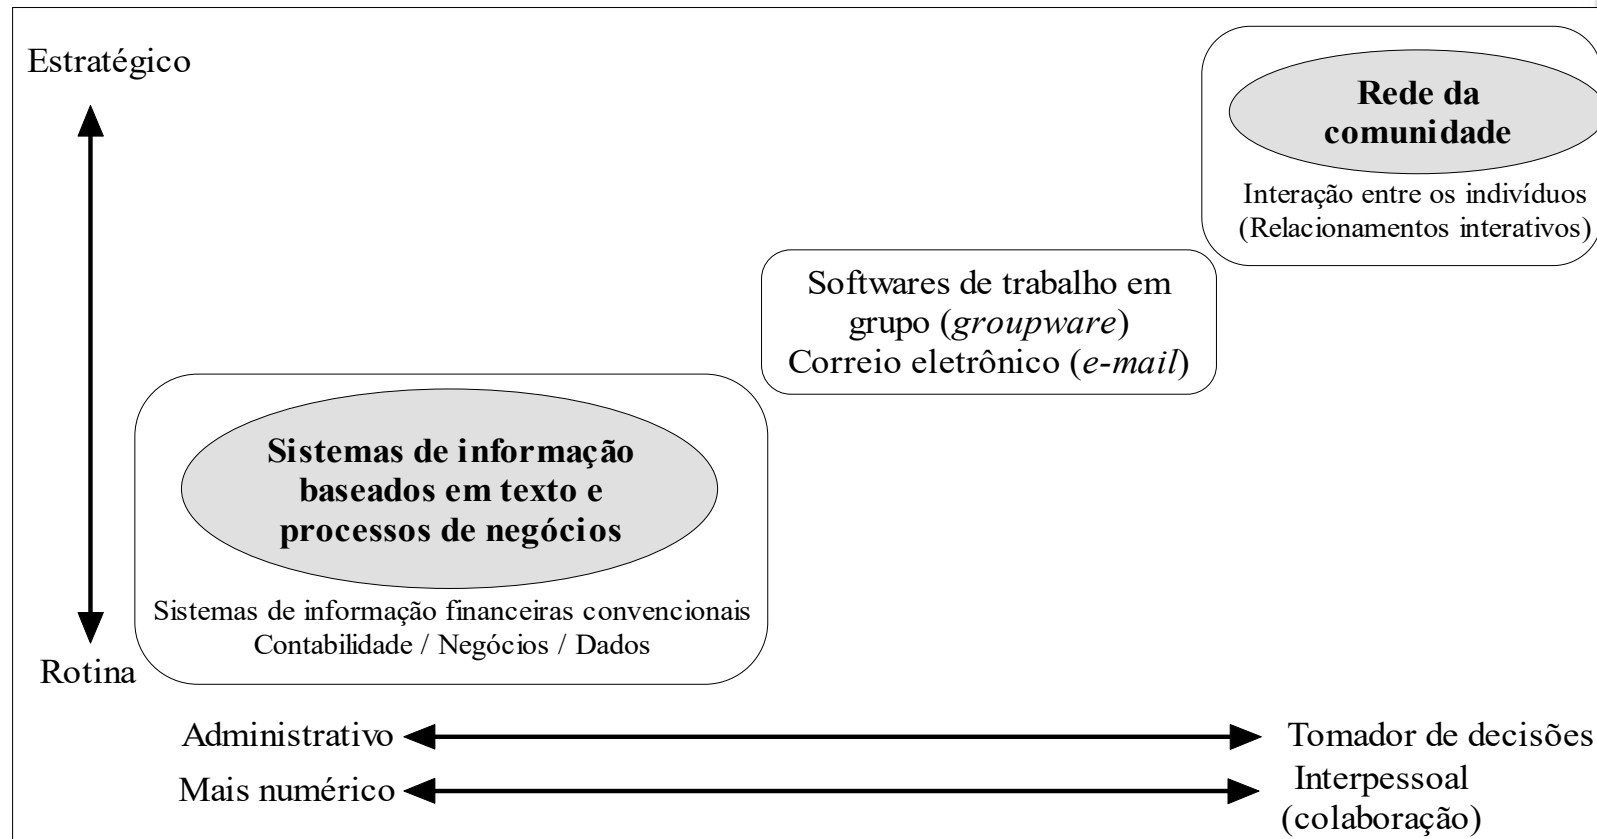 Estratégico
Rede da
comunidade
Interação entre os indivíduos
(Relacionamentos interativos)
Softwares de trabalho em
grupo (groupware)
Correio eletrônico (e-mail)
Sistemas de informação
baseados em texto e
processos de negócios
Sistemas de informação financeiras convencionais
Contabilidade / Negócios / Dados
Rotina
Administrativo
Tomador de decisões
Mais numérico
Interpessoal
(colaboração)